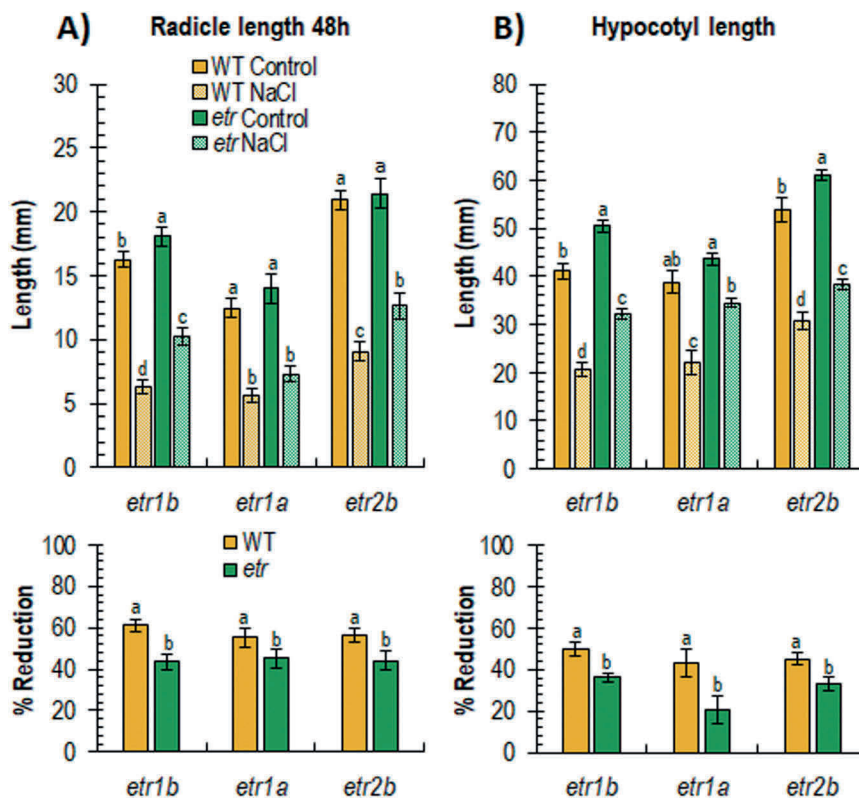 A) Radicle length 48h
WT Control
WT NaCl
etr Control
etr NaCl
Length (mm)
30
25
20
15
10
5
0
b
d
a
c
a
b
a
b
a
c
a
b
etr1b etr1a etr2b
B) Hypocotyl length
Length (mm)
80
70
60
50
40
30
20
10
0
b
d
a
c
ab
c
a
b
b
d
a
c
etr1b etr1a etr2b
WT
etr
% Reduction
100
80
60
40
20
0
a
b
a
b
a
b
etr1b etr1a etr2b
% Reduction
100
80
60
40
20
0
a
b
a
b
a
b
etr1b etr1a etr2b